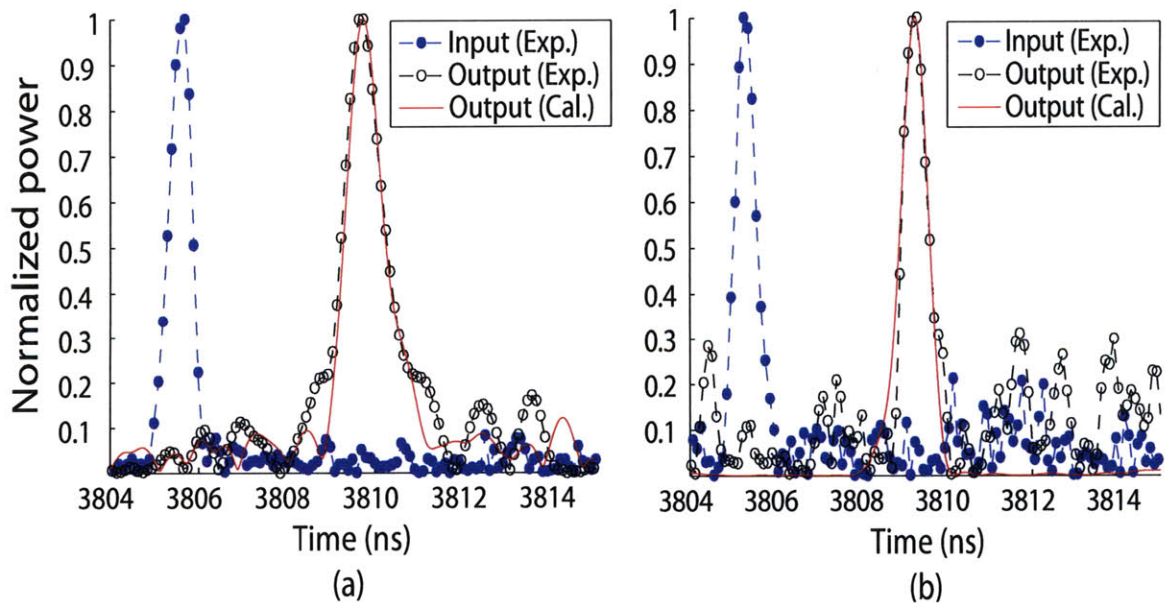 Normalized power
1
0.9
0.8
0.7
0.6
0.5
0.4
0.3
0.2
0.1
3804 3806 3808 3810 3812 3814
Time (ns)
Input (Exp.)
Output (Exp.)
Output (Cal.)
(a)
1
0.9
0.8
0.7
0.6
0.5
0.4
0.3
0.2
0.1
3804 3806 3808 3810 3812 3814
Time (ns)
Input (Exp.)
Output (Exp.)
Output (Cal.)
(b)